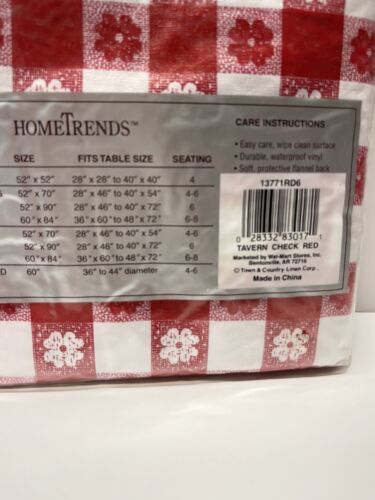 HOMETRENDS™
SIZE FITS TABLE SIZE SEATING
52" x 52" 28" x 28" to 40" x 40" 4
52" x 70" 28" x 46" to 40" x 54" 4-6
52" x 90" 28" x 46" to 40" x 72" 6
60" x 84" 36" x 60" to 48" x 72" 6-8
52" x 70" 28" x 46" to 40" x 54" 4-6
52" x 90" 28" x 46" to 40" x 72" 6
60" x 84" 36" x 60" to 48" x 72" 6-8
60" 36" to 44" diameter 4-6
CARE INSTRUCTIONS
• Easy care, wipe clean surface
• Durable, waterproof vinyl
• Soft, protective flannel back
13771RD6
0 28332 83017 1
TAVERN CHECK RED
Marketed by Wal-Mart Stores, Inc.
Bentonville, AR 72716
© Town & Country Linen Corp.
Made in China